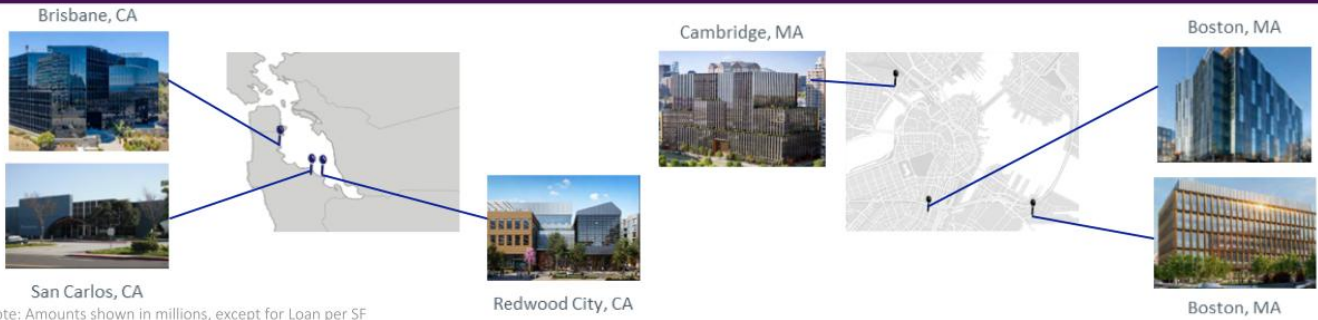 Brisbane, CA
Cambridge, MA
Boston, MA
San Carlos, CA
Redwood City, CA
Boston, MA
ote: Amounts shown in millions, except for Loan per SF